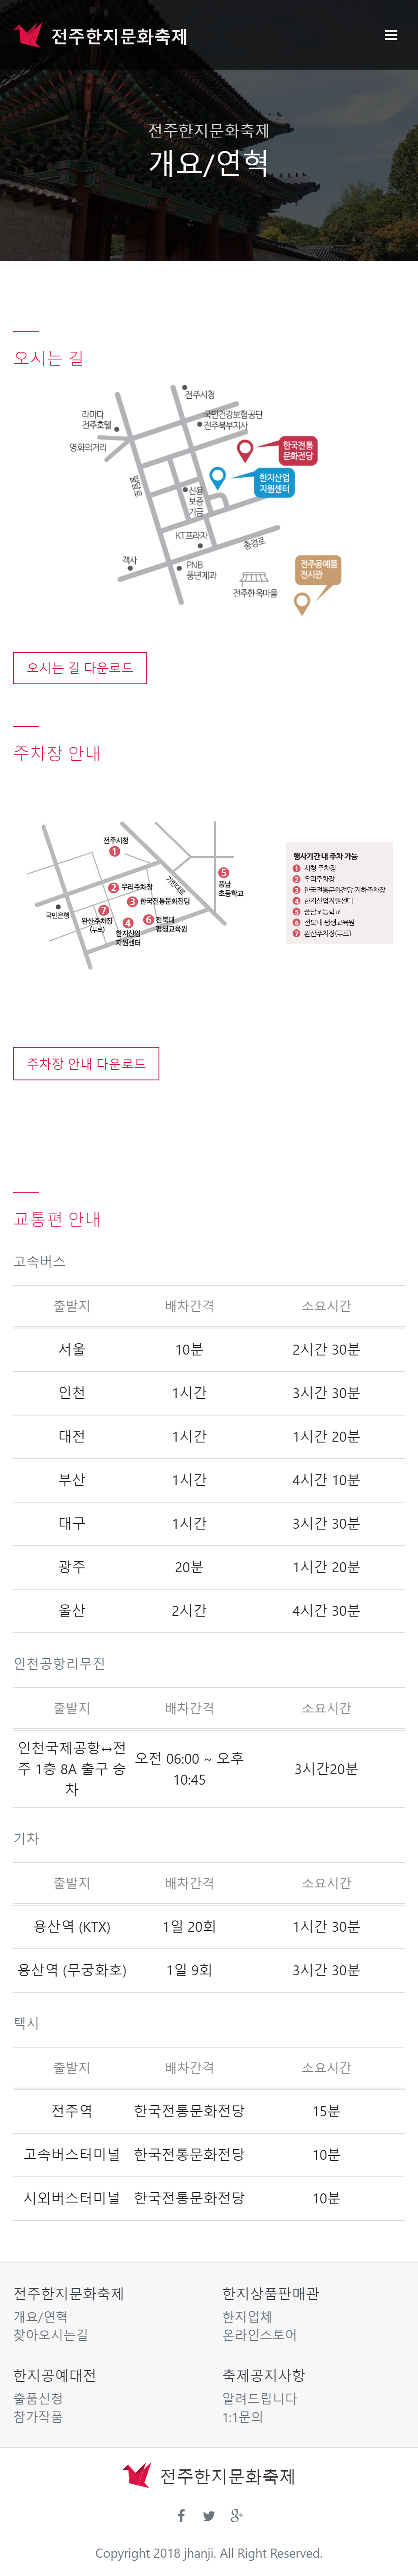 전주한지문화축제
전주한지문화축제
개요/연혁
오시는 길
전주시청
라마다
전주호텔
국민건강보험공단
전주북부지사
영화의거리
한국전통
문화전당
한지산업
지원센터
신용
보증
기금
KT프라자
충경로
객사
PNB
풍년제과
전주공예품
전시관
전주한옥마을
오시는 길 다운로드
주차장 안내
전주시청
1
2 우리주차장
기린대로
5
풍남
초등학교
3 한국전통문화전당
국민은행
7
완산주차장
(무료)
4
한지산업
지원센터
6 전북대
평생교육원
행사기간 내 주차 가능
1 시청 주차장
2 우리주차장
3 한국전통문화전당 지하주차장
4 한지산업지원센터
5 풍남초등학교
6 전북대 평생교육원
7 완산주차장(무료)
주차장 안내 다운로드
교통편 안내
고속버스
출발지 배차간격 소요시간
서울 10분 2시간 30분
인천 1시간 3시간 30분
대전 1시간 1시간 20분
부산 1시간 4시간 10분
대구 1시간 3시간 30분
광주 20분 1시간 20분
울산 2시간 4시간 30분
인천공항리무진
출발지 배차간격 소요시간
인천국제공항↔전
주 1층 8A 출구 승
차
오전 06:00 ~ 오후
10:45
3시간20분
기차
출발지 배차간격 소요시간
용산역 (KTX) 1일 20회 1시간 30분
용산역 (무궁화호) 1일 9회 3시간 30분
택시
출발지 배차간격 소요시간
전주역 한국전통문화전당 15분
고속버스터미널 한국전통문화전당 10분
시외버스터미널 한국전통문화전당 10분
전주한지문화축제
개요/연혁
찾아오시는길
한지상품판매관
한지업체
온라인스토어
한지공예대전
출품신청
참가작품
축제공지사항
알려드립니다
1:1문의
전주한지문화축제
Copyright 2018 jhanji. All Right Reserved.